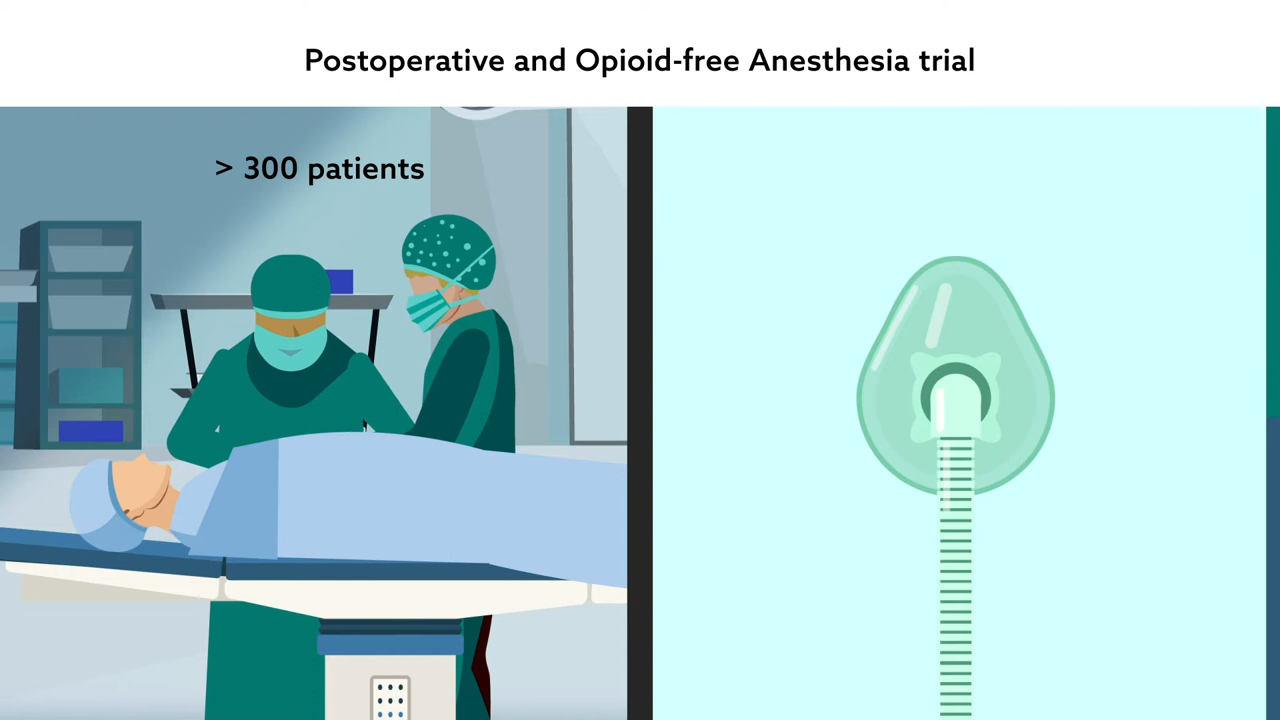 Postoperative and Opioid-free Anesthesia trial
> 300 patients